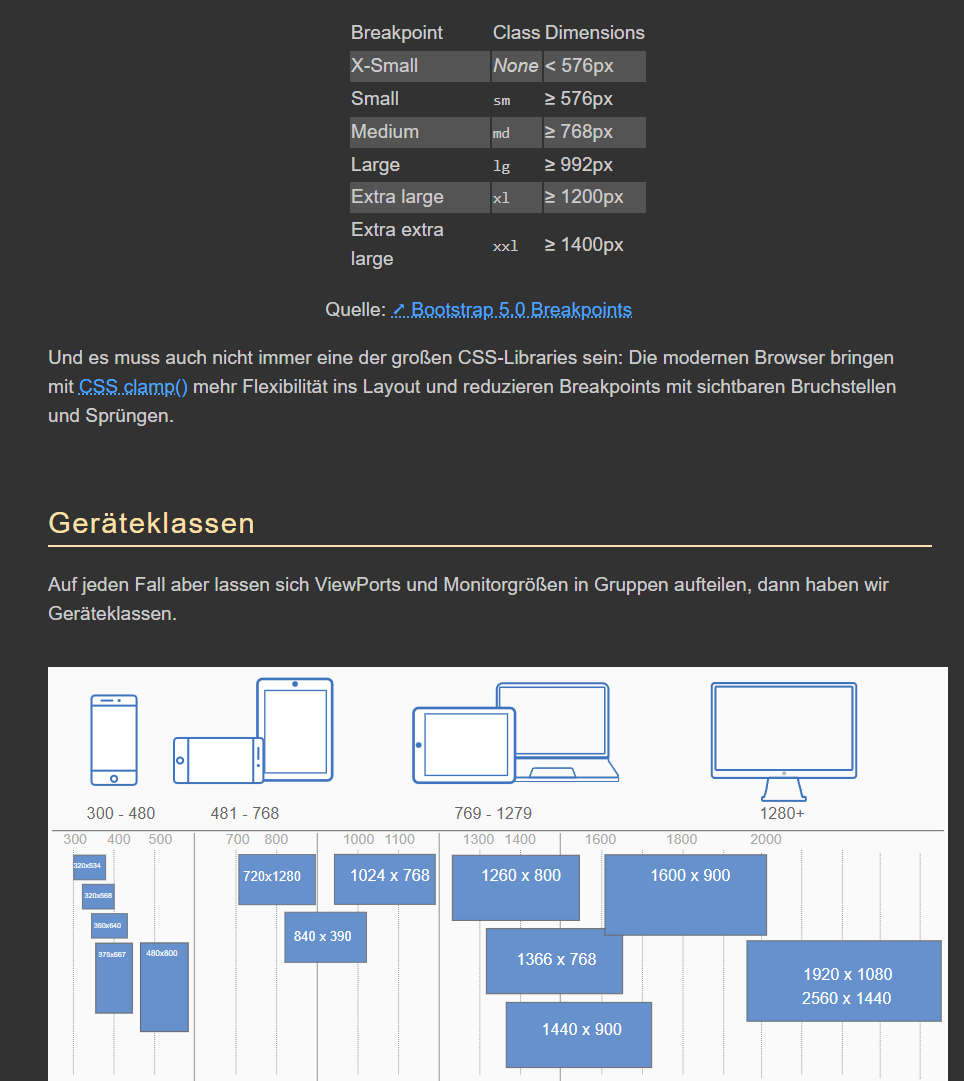 Breakpoint Class Dimensions
X-Small None < 576px
Small sm ≥ 576px
Medium md ≥ 768px
Large lg ≥ 992px
Extra large xl ≥ 1200px
Extra extra
large xxl ≥ 1400px
Quelle: ➚ Bootstrap 5.0 Breakpoints
Und es muss auch nicht immer eine der großen CSS-Libraries sein: Die modernen Browser bringen
mit CSS clamp() mehr Flexibilität ins Layout und reduzieren Breakpoints mit sichtbaren Bruchstellen
und Sprüngen.
Geräteklassen
Auf jeden Fall aber lassen sich ViewPorts und Monitorgrößen in Gruppen aufteilen, dann haben wir
Geräteklassen.
300 - 480 481 - 768 769 - 1279 1280+
300 400 500 700 800 1000 1100 1300 1400 1600 1800 2000
320x534
320x568
360x640
375x667
480x800
720x1280
840 x 390
1024 x 768
1260 x 800
1366 x 768
1440 x 900
1600 x 900
1920 x 1080
2560 x 1440